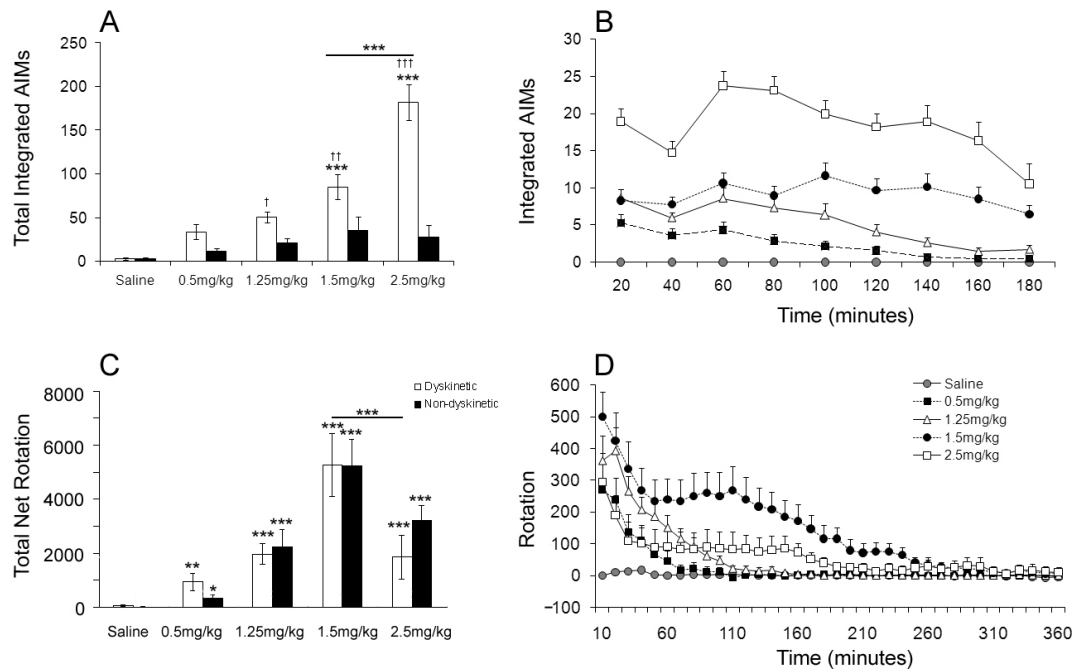 A
Total Integrated AIMs
250
200
150
100
50
0
***
†††
***
††
***
†
Saline 0.5mg/kg 1.25mg/kg 1.5mg/kg 2.5mg/kg
B
Integrated AIMs
30
25
20
15
10
5
0
20 40 60 80 100 120 140 160 180
Time (minutes)
C
Total Net Rotation
8000
6000
4000
2000
0
Dyskinetic
Non-dyskinetic
***
*** ***
***
***
*** ***
**
*
Saline 0.5mg/kg 1.25mg/kg 1.5mg/kg 2.5mg/kg
D
Rotation
600
500
400
300
200
100
0
−100
Saline
0.5mg/kg
1.25mg/kg
1.5mg/kg
2.5mg/kg
10 60 110 160 210 260 310 360
Time (minutes)